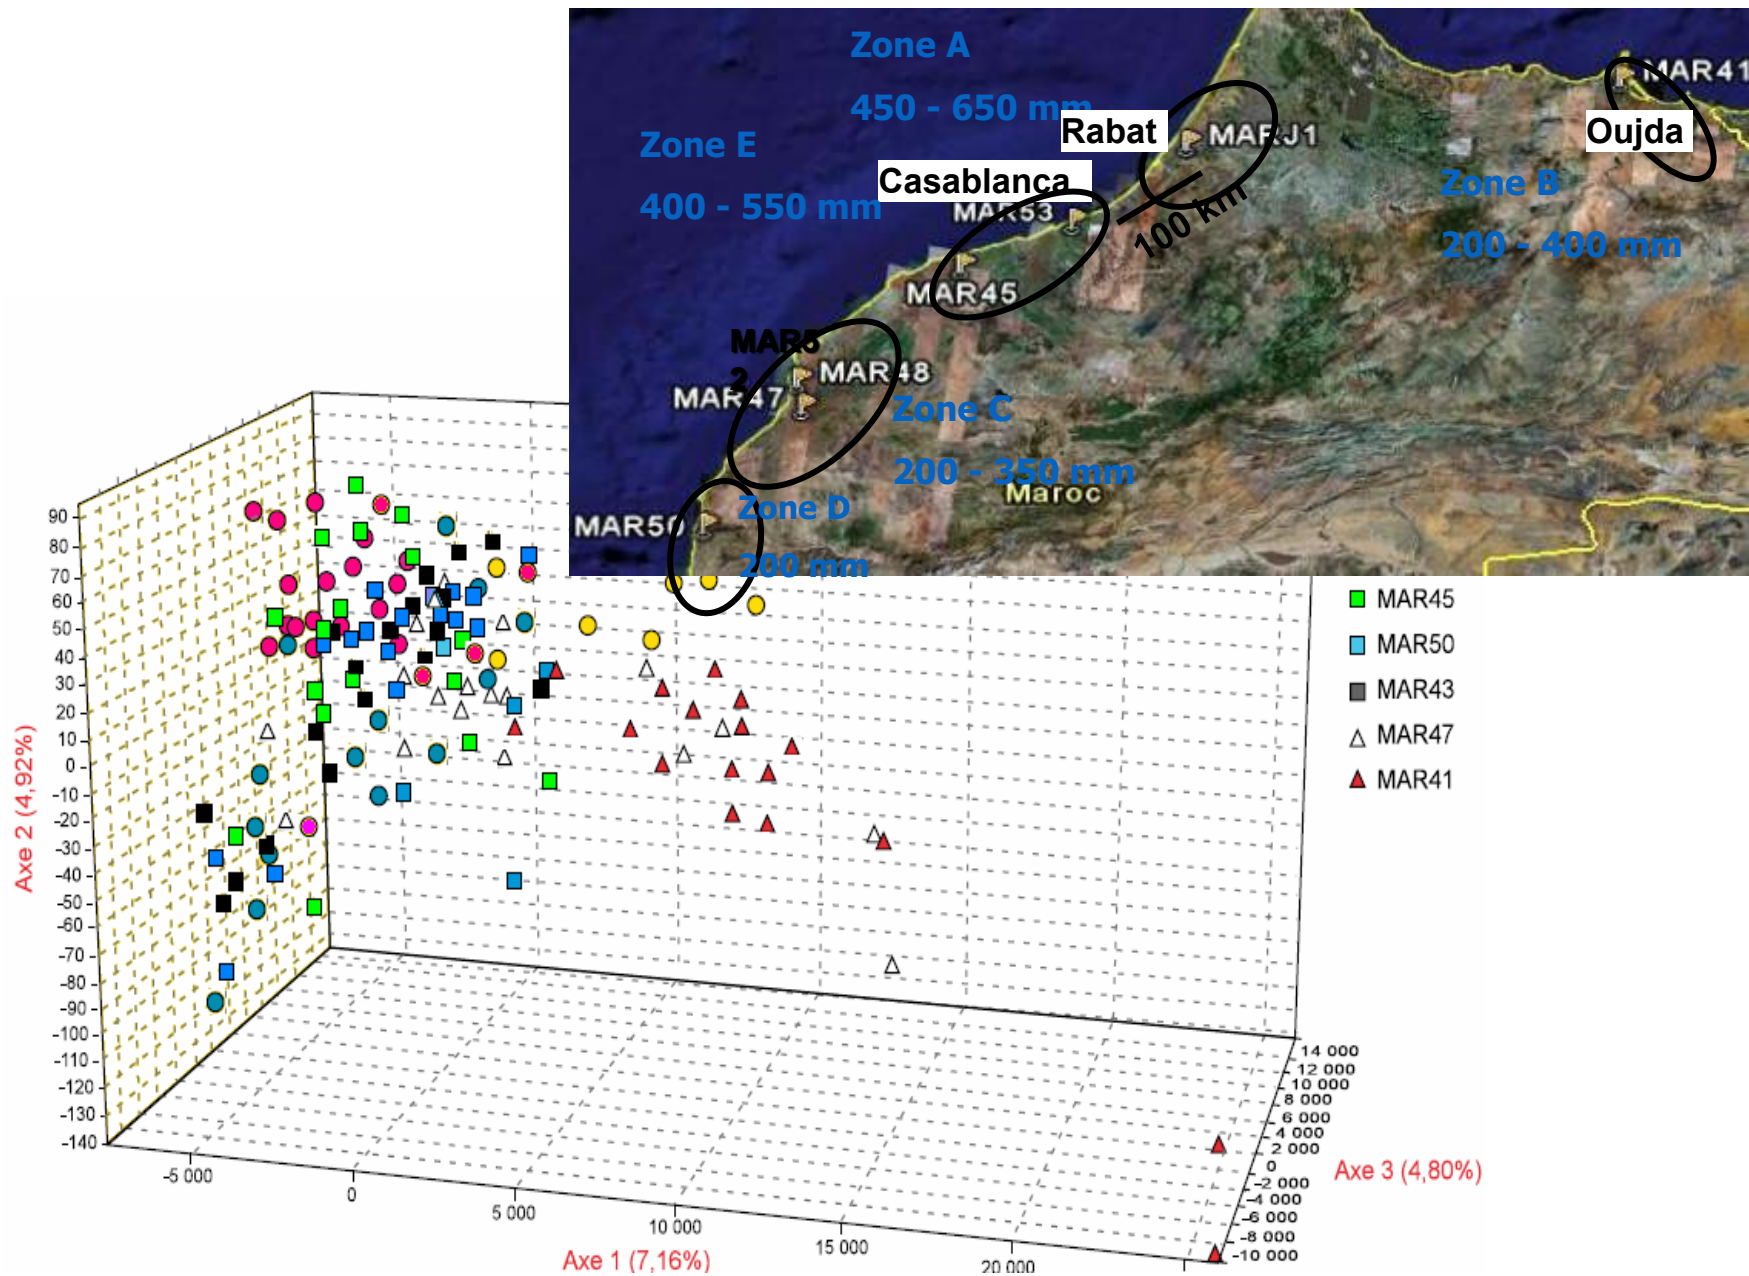 Zone A
450 - 650 mm
Zone E
400 - 550 mm
Rabat
MARJ1
Casablanca
MAR53
100 km
MAR45
MAR41
Oujda
Zone B
200 - 400 mm
MAR5
2
MAR48
MAR47
Zone C
200 - 350 mm
Maroc
MAR50
Zone D
200 mm
MAR45
MAR50
MAR43
MAR47
MAR41
Axe 2 (4,92%)
90
80
70
60
50
40
30
20
10
0
-10
-20
-30
-40
-50
-60
-70
-80
-90
-100
-110
-120
-130
-140
-5 000
0
5 000
10 000
15 000
20 000
Axe 1 (7,16%)
14 000
12 000
10 000
8 000
6 000
4 000
2 000
0
-2 000
-4 000
-6 000
-8 000
-10 000
Axe 3 (4,80%)